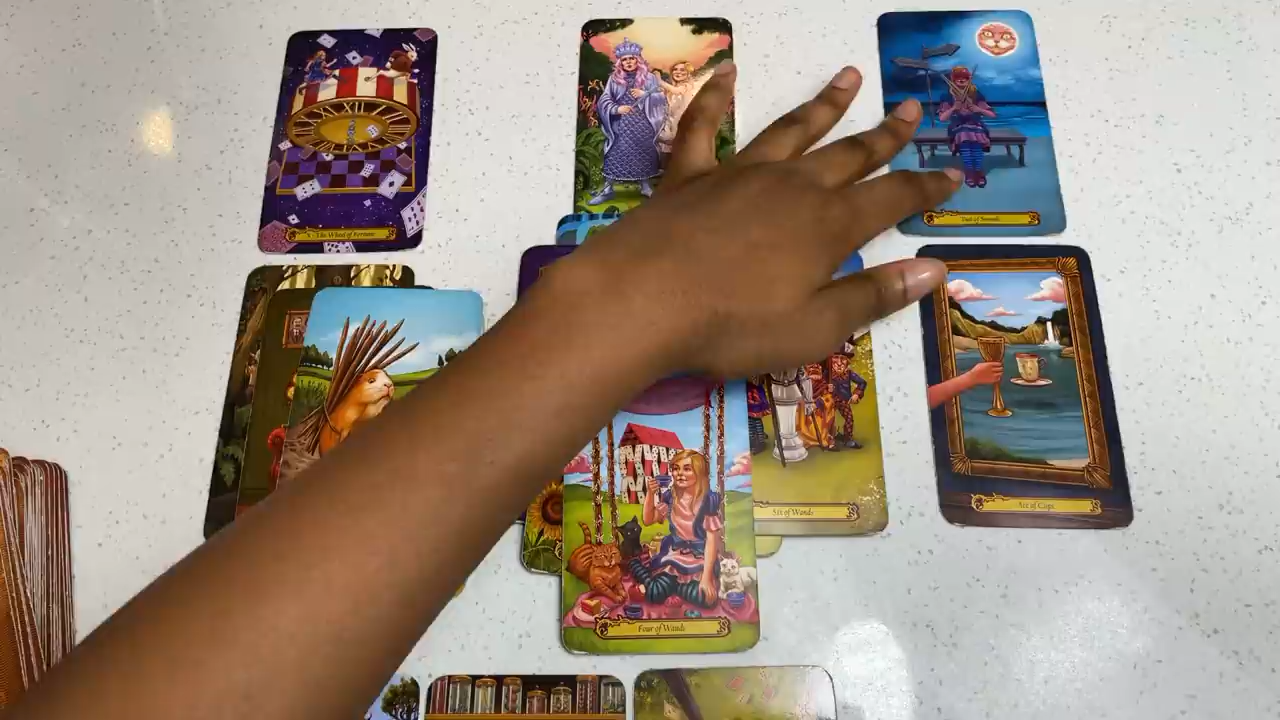 X - The Wheel of Fortune
Two of Swords
Six of Wands
Ace of Cups
Four of Wands